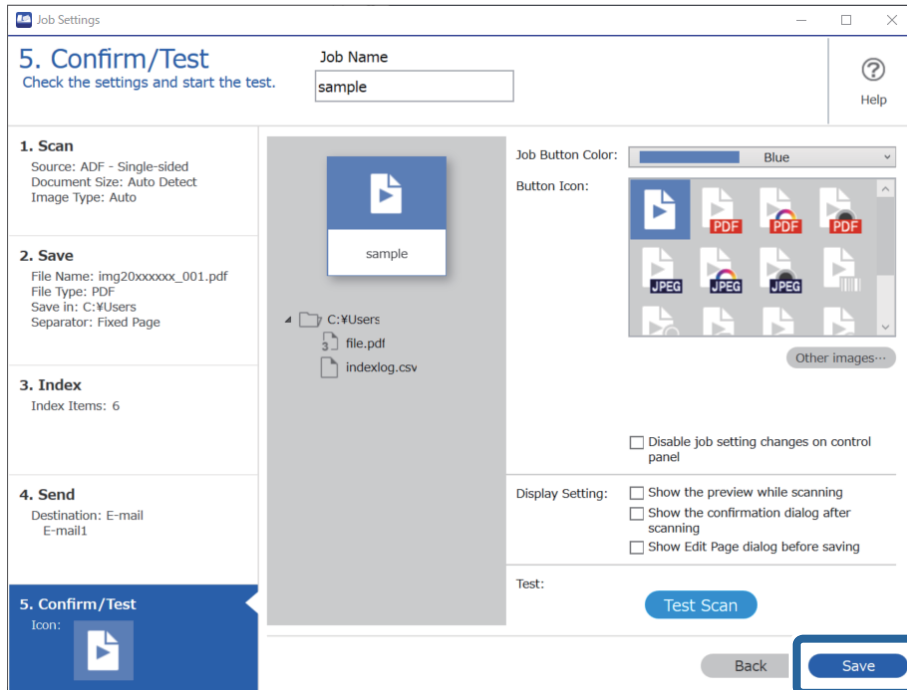 Job Settings
5. Confirm/Test
Check the settings and start the test.
Job Name
sample
Help
1. Scan
Source: ADF - Single-sided
Document Size: Auto Detect
Image Type: Auto
2. Save
File Name: img20xxxxxx_001.pdf
File Type: PDF
Save in: C:¥Users
Separator: Fixed Page
3. Index
Index Items: 6
4. Send
Destination: E-mail
E-mail1
5. Confirm/Test
Icon:
sample
C:¥Users
3 file.pdf
indexlog.csv
Job Button Color: Blue
Button Icon:
PDF PDF PDF
JPEG JPEG JPEG
Other images···
Disable job setting changes on control
panel
Display Setting: Show the preview while scanning
Show the confirmation dialog after
scanning
Show Edit Page dialog before saving
Test:
Test Scan
Back Save